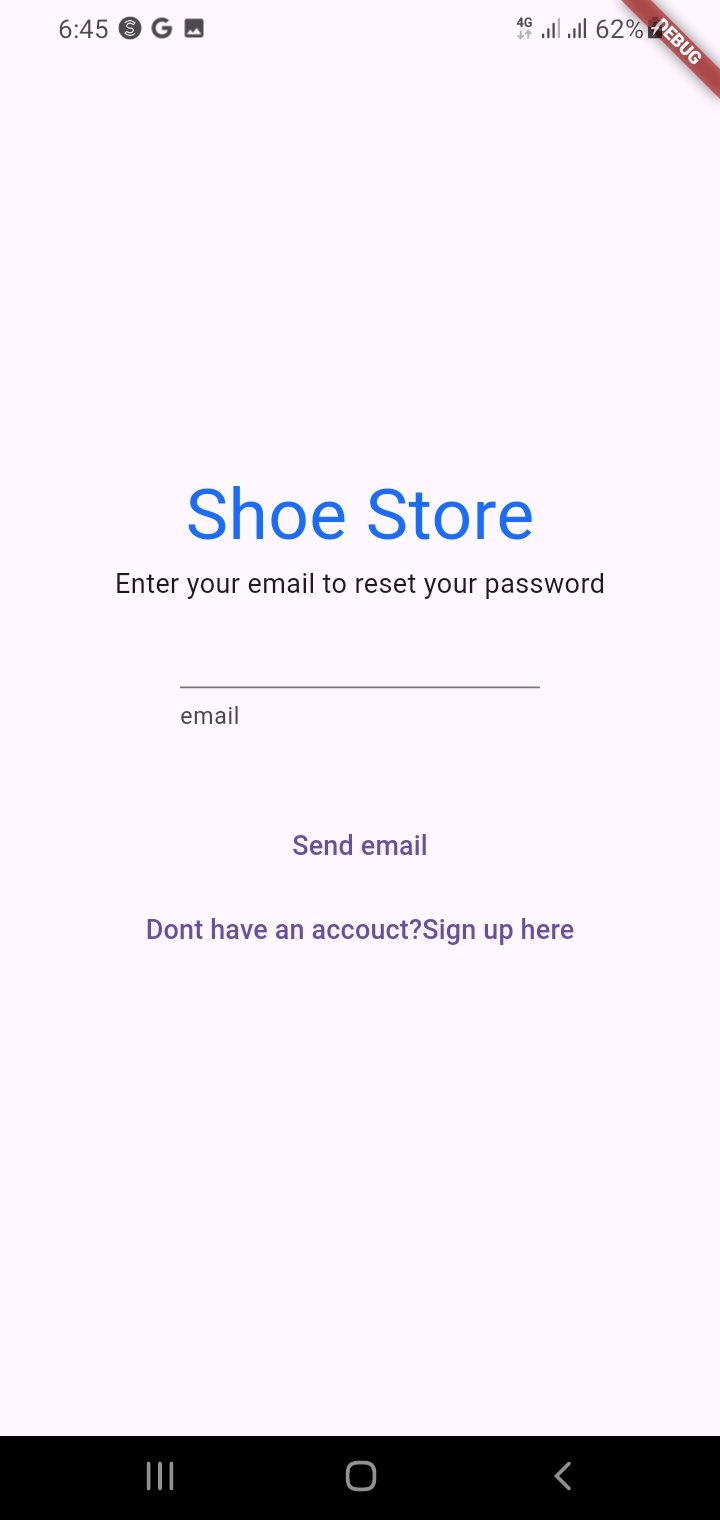 6:45 4G 62%
DEBUG
Shoe Store
Enter your email to reset your password
email
Send email
Dont have an accouct?Sign up here